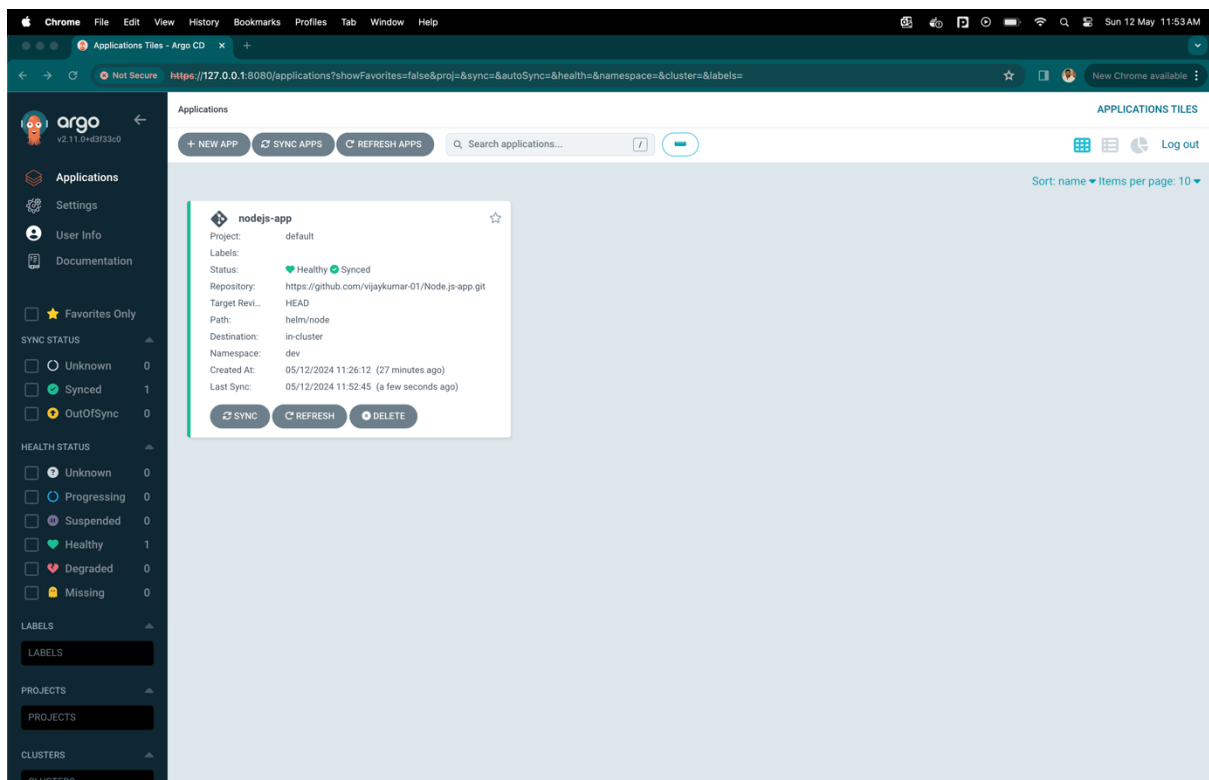 Chrome File Edit View History Bookmarks Profiles Tab Window Help Sun 12 May 11:53 AM
Applications Tiles - Argo CD
Not Secure https://127.0.0.1:8080/applications?showFavorites=false&proj=&sync=&autoSync=&health=&namespace=&cluster=&labels= New Chrome available
argo
v2.11.0+d3f33c0
Applications
Settings
User Info
Documentation
Favorites Only
SYNC STATUS
Unknown 0
Synced 1
OutOfSync 0
HEALTH STATUS
Unknown 0
Progressing 0
Suspended 0
Healthy 1
Degraded 0
Missing 0
LABELS
LABELS
PROJECTS
PROJECTS
CLUSTERS
CLUSTERS
Applications APPLICATIONS TILES
+ NEW APP SYNC APPS REFRESH APPS Search applications... / Log out
Sort: name Items per page: 10
nodejs-app
Project: default
Labels:
Status: Healthy Synced
Repository: https://github.com/vijaykumar-01/Node.js-app.git
Target Revi... HEAD
Path: helm/node
Destination: in-cluster
Namespace: dev
Created At: 05/12/2024 11:26:12 (27 minutes ago)
Last Sync: 05/12/2024 11:52:45 (a few seconds ago)
SYNC REFRESH DELETE